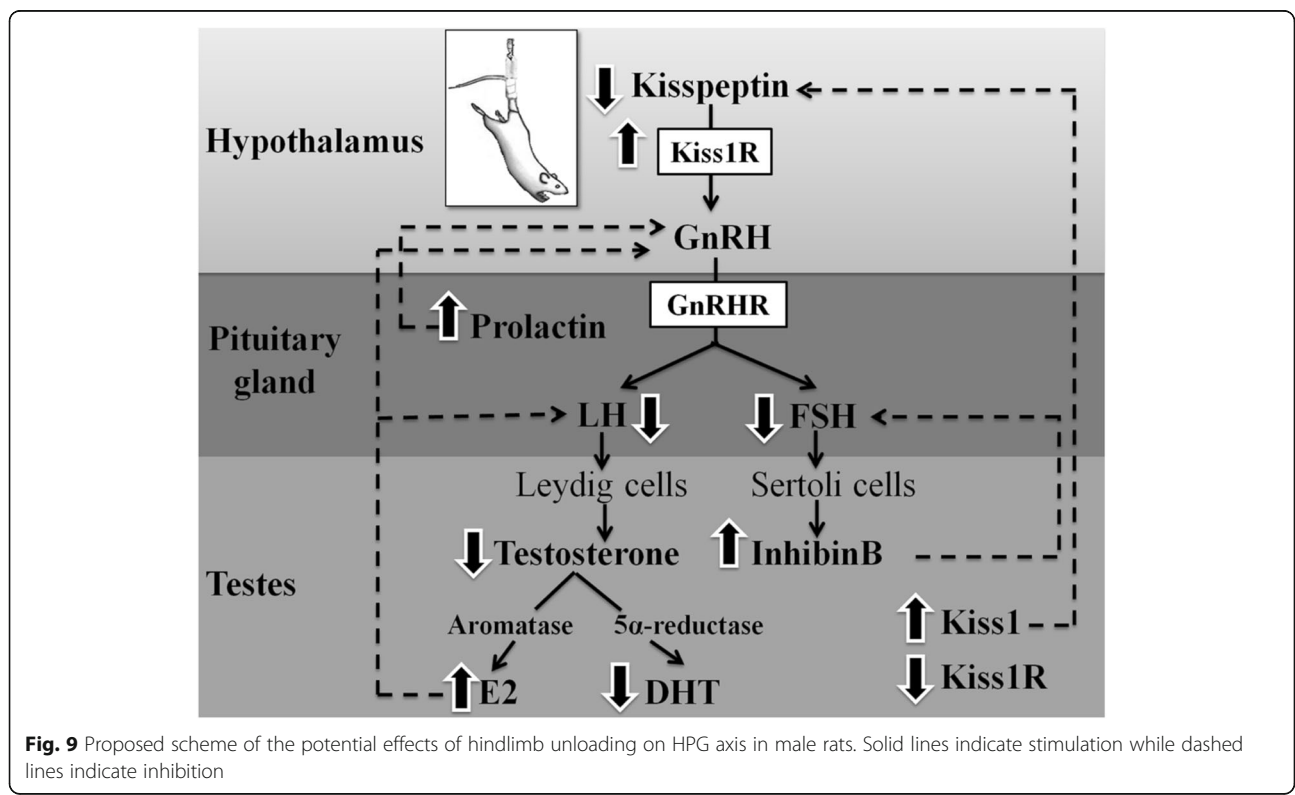 Kisspeptin
Hypothalamus
Kiss1R
GnRH
GnRHR
Pituitary
gland
Prolactin
LH
FSH
Leydig cells
Sertoli cells
Testosterone
InhibinB
Testes
Aromatase
5α-reductase
Kiss1
E2
DHT
Kiss1R
Fig. 9 Proposed scheme of the potential effects of hindlimb unloading on HPG axis in male rats. Solid lines indicate stimulation while dashed
lines indicate inhibition